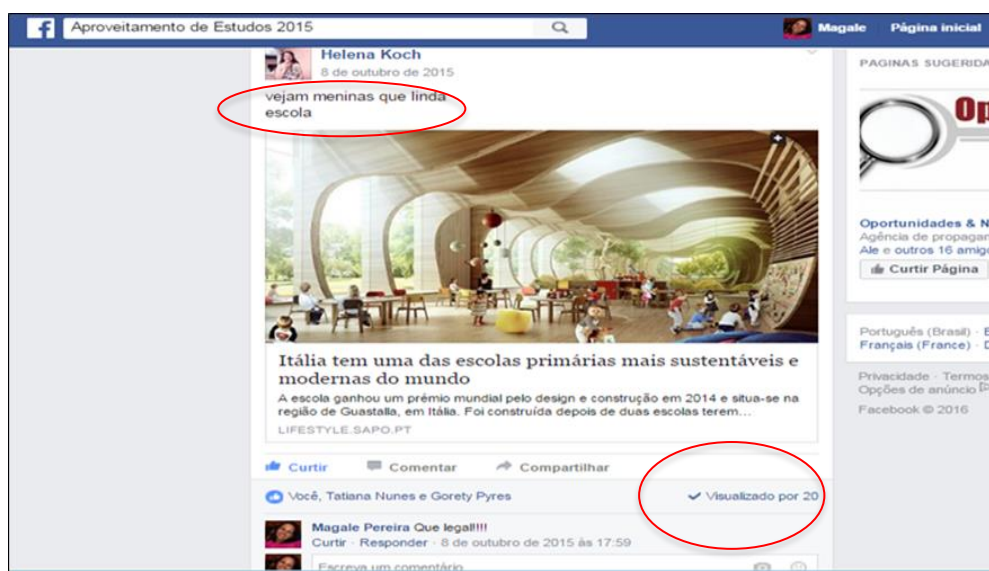 f Aproveitamento de Estudos 2015
Magale Página inicial
Helena Koch
8 de outubro de 2015
vejam meninas que linda
escola
Itália tem uma das escolas primárias mais sustentáveis e
modernas do mundo
A escola ganhou um prémio mundial pelo design e construção em 2014 e situa-se na
região de Guastalla, em Itália. Foi construída depois de duas escolas terem...
LIFESTYLE.SAPO.PT
Curtir Comentar Compartilhar
Você, Tatiana Nunes e Gorety Pyres Visualizado por 20
Magale Pereira Que legal!!!!
Curtir · Responder · 8 de outubro de 2015 às 17:59
Escreva um comentário
PÁGINAS SUGERIDA
Op
Oportunidades & N
Agência de propagan
Ale e outros 16 amigo
Curtir Página
Português (Brasil) · E
Français (France) · D
Privacidade · Termos
Opções de anúncio
Facebook © 2016